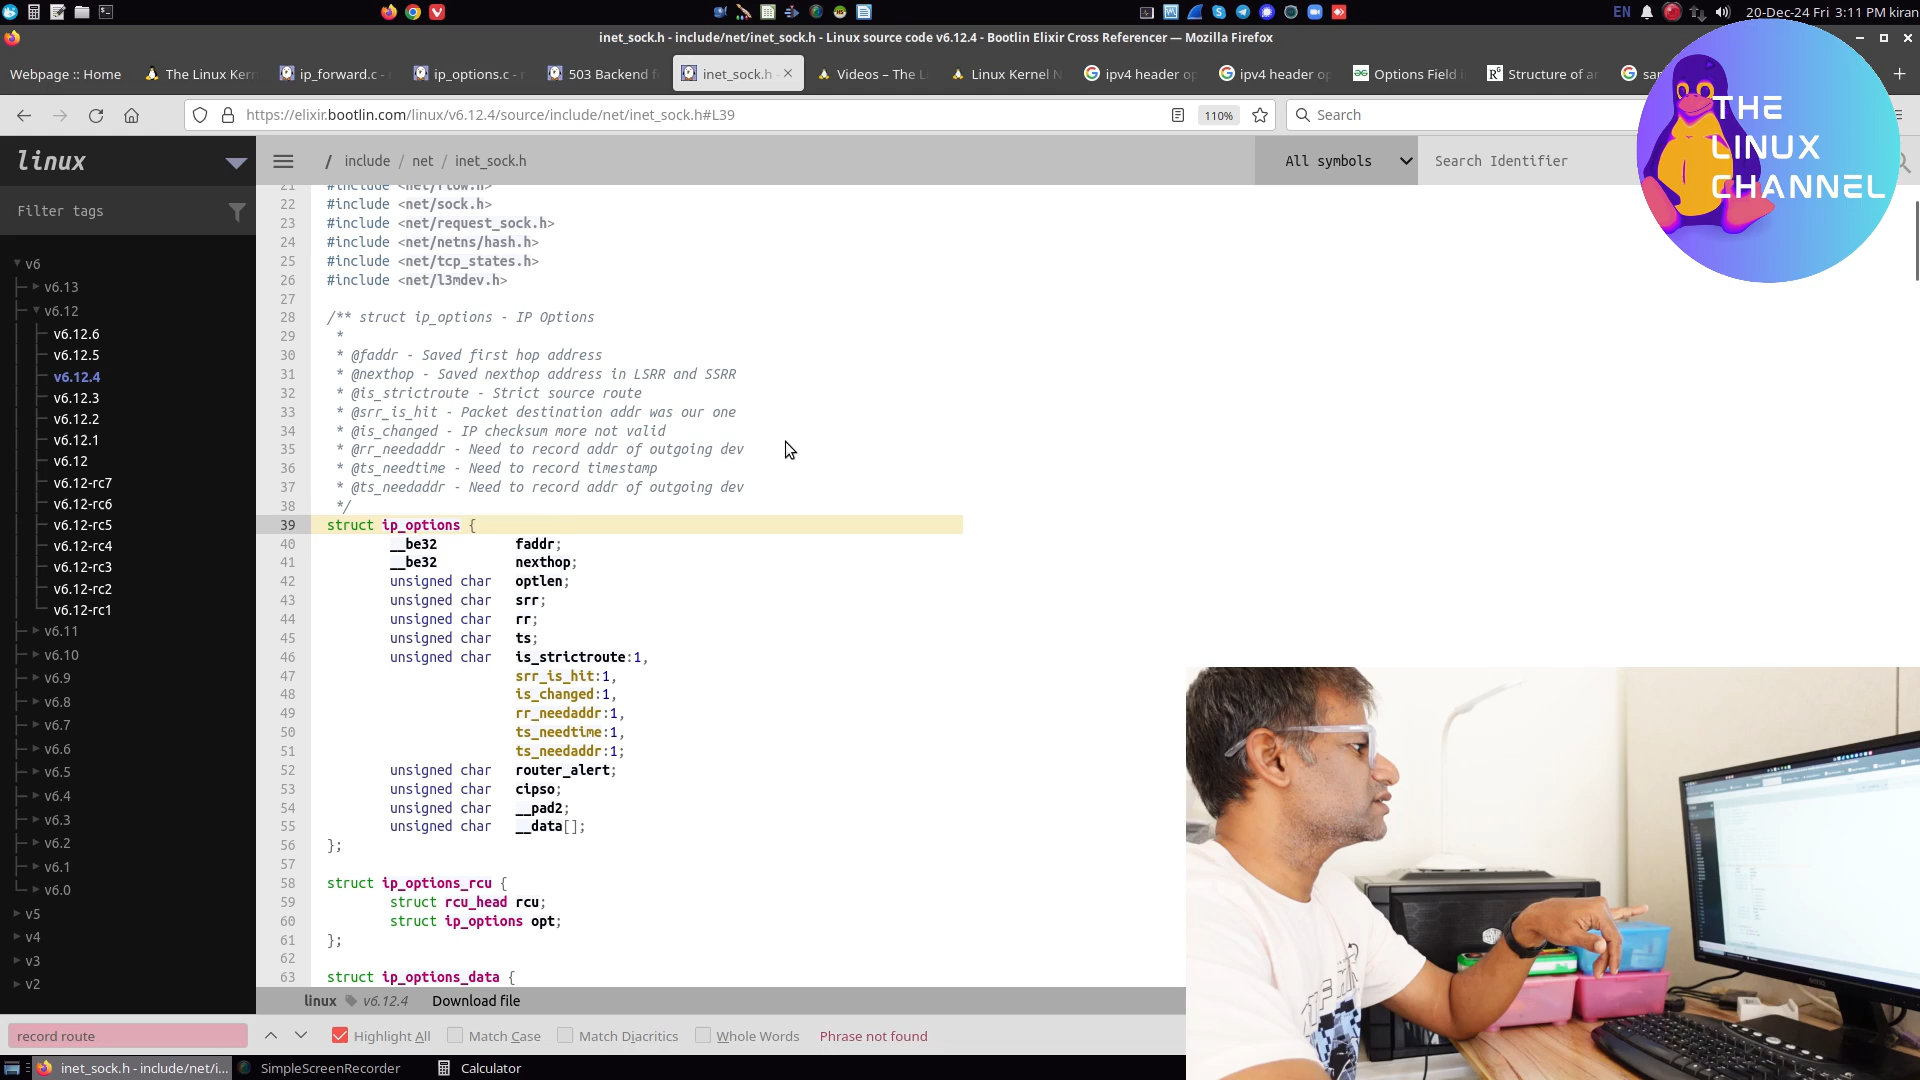 EN
20-Dec-24 Fri 3:11 PM kiran
inet_sock.h - include/net/inet_sock.h - Linux source code v6.12.4 - Bootlin Elixir Cross Referencer — Mozilla Firefox
Webpage :: Home
The Linux Kern
ip_forward.c -
ip_options.c -
503 Backend f
inet_sock.h -
Videos – The Li
Linux Kernel N
ipv4 header op
ipv4 header op
Options Field i
Structure of an
sa
https://elixir.bootlin.com/linux/v6.12.4/source/include/net/inet_sock.h#L39
110%
Search
THE
LINUX
CHANNEL
linux
/ include / net / inet_sock.h
All symbols
Search Identifier
Filter tags
v6
v6.13
v6.12
v6.12.6
v6.12.5
v6.12.4
v6.12.3
v6.12.2
v6.12.1
v6.12
v6.12-rc7
v6.12-rc6
v6.12-rc5
v6.12-rc4
v6.12-rc3
v6.12-rc2
v6.12-rc1
v6.11
v6.10
v6.9
v6.8
v6.7
v6.6
v6.5
v6.4
v6.3
v6.2
v6.1
v6.0
v5
v4
v3
v2
21 #include <net/flow.h>
22 #include <net/sock.h>
23 #include <net/request_sock.h>
24 #include <net/netns/hash.h>
25 #include <net/tcp_states.h>
26 #include <net/l3mdev.h>
27
28 /** struct ip_options - IP Options
29 *
30 * @faddr - Saved first hop address
31 * @nexthop - Saved nexthop address in LSRR and SSRR
32 * @is_strictroute - Strict source route
33 * @srr_is_hit - Packet destination addr was our one
34 * @is_changed - IP checksum more not valid
35 * @rr_needaddr - Need to record addr of outgoing dev
36 * @ts_needtime - Need to record timestamp
37 * @ts_needaddr - Need to record addr of outgoing dev
38 */
39 struct ip_options {
40 __be32 faddr;
41 __be32 nexthop;
42 unsigned char optlen;
43 unsigned char srr;
44 unsigned char rr;
45 unsigned char ts;
46 unsigned char is_strictroute:1,
47 srr_is_hit:1,
48 is_changed:1,
49 rr_needaddr:1,
50 ts_needtime:1,
51 ts_needaddr:1;
52 unsigned char router_alert;
53 unsigned char cipso;
54 unsigned char __pad2;
55 unsigned char __data[];
56 };
57
58 struct ip_options_rcu {
59 struct rcu_head rcu;
60 struct ip_options opt;
61 };
62
63 struct ip_options_data {
linux v6.12.4 Download file
record route
Highlight All
Match Case
Match Diacritics
Whole Words
Phrase not found
inet_sock.h - include/net/i...
SimpleScreenRecorder
Calculator